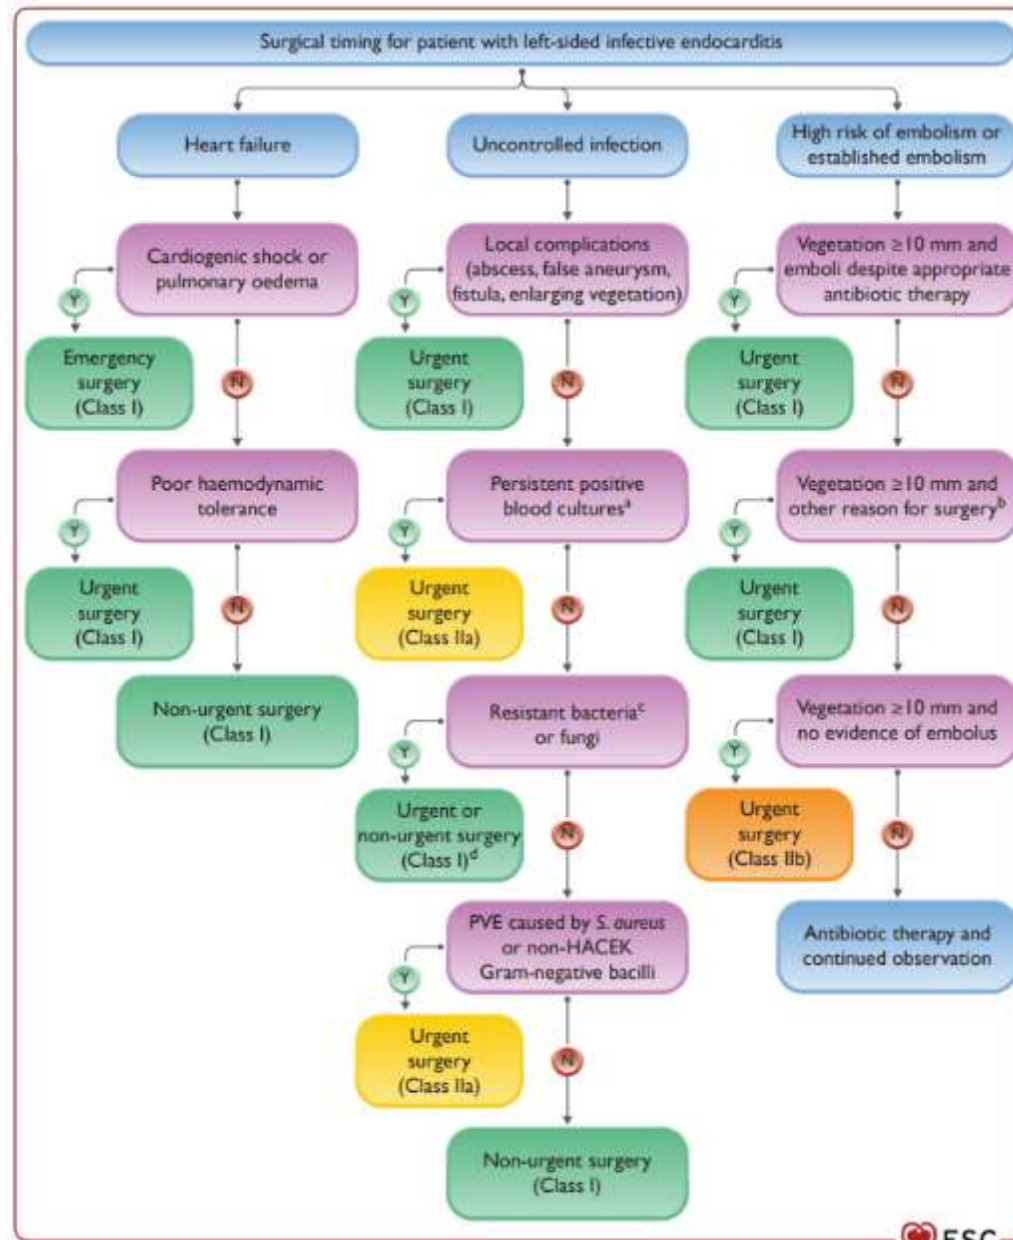 Surgical timing for patient with left-sided infective endocarditis
Heart failure
Uncontrolled infection
High risk of embolism or
established embolism
Cardiogenic shock or
pulmonary oedema
Local complications
(abscess, false aneurysm,
fistula, enlarging vegetation)
Vegetation ≥10 mm and
emboli despite appropriate
antibiotic therapy
Y
Y
Y
Emergency
surgery
(Class I)
N
Urgent
surgery
(Class I)
N
Urgent
surgery
(Class I)
N
Poor haemodynamic
tolerance
Persistent positive
blood culturesᵃ
Vegetation ≥10 mm and
other reason for surgeryᵇ
Y
Y
Y
Urgent
surgery
(Class I)
N
Urgent
surgery
(Class IIa)
N
Urgent
surgery
(Class I)
N
Non-urgent surgery
(Class I)
Resistant bacteriaᶜ
or fungi
Vegetation ≥10 mm and
no evidence of embolus
Y
Y
Urgent or
non-urgent surgery
(Class I)ᵈ
N
Urgent
surgery
(Class IIb)
N
PVE caused by S. aureus
or non-HACEK
Gram-negative bacilli
Antibiotic therapy and
continued observation
Y
Urgent
surgery
(Class IIa)
N
Non-urgent surgery
(Class I)
ESC